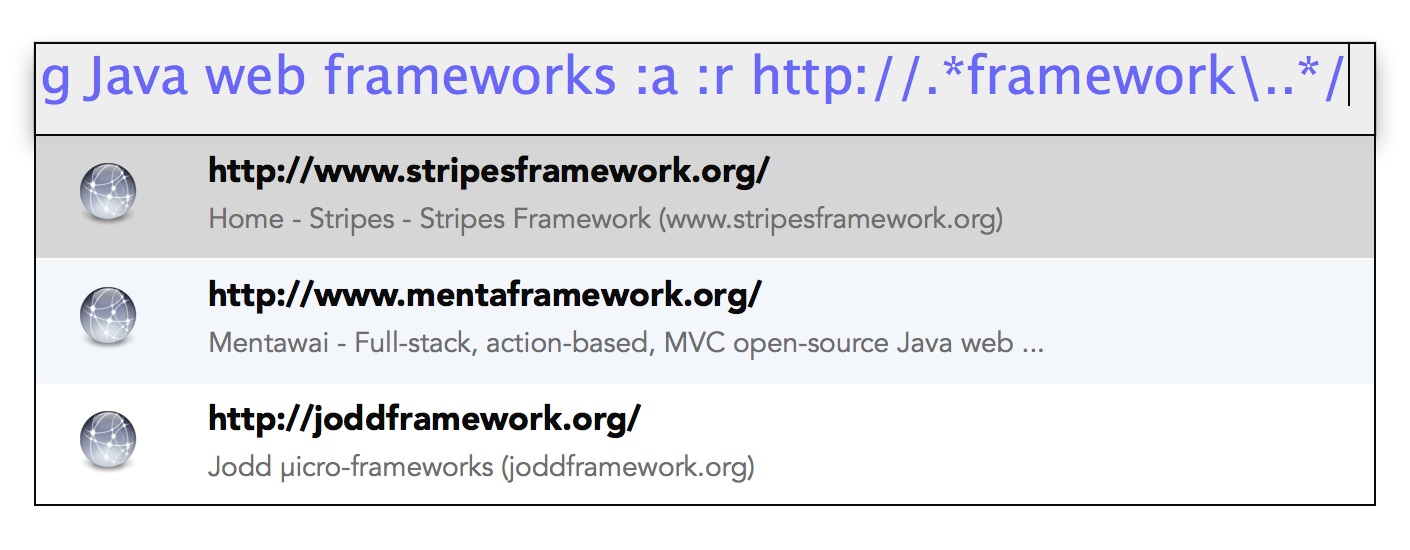 g Java web frameworks :a :r http://.*framework\..*/
http://www.stripesframework.org/
Home - Stripes - Stripes Framework (www.stripesframework.org)
http://www.mentaframework.org/
Mentawai - Full-stack, action-based, MVC open-source Java web ...
http://joddframework.org/
Jodd µicro-frameworks (joddframework.org)